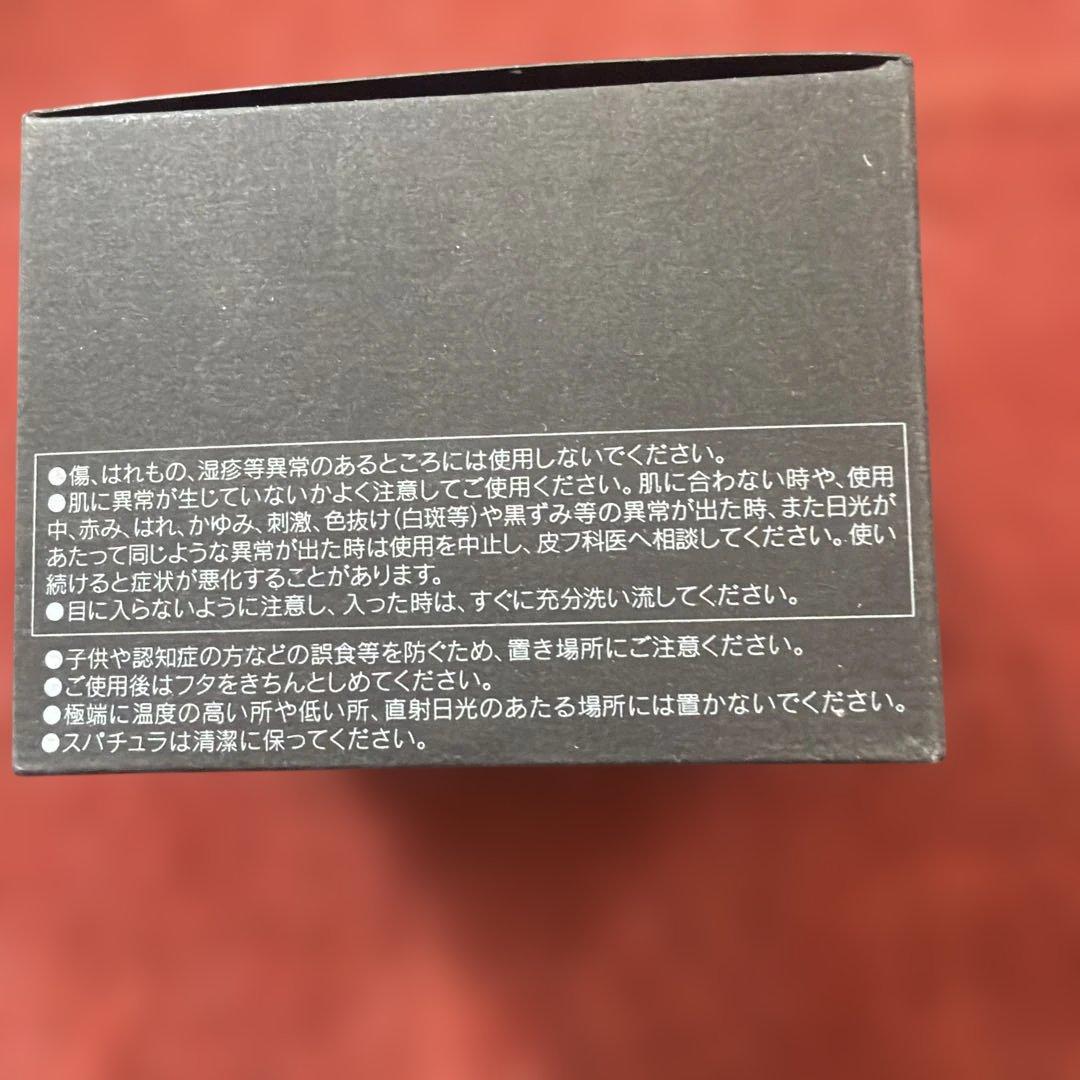 ●傷、はれもの、湿疹等異常のあるところには使用しないでください。
●肌に異常が生じていないかよく注意してご使用ください。肌に合わない時や、使用
中、赤み、はれ、かゆみ、刺激、色抜け(白斑等)や黒ずみ等の異常が出た時、また日光が
あたって同じような異常が出た時は使用を中止し、皮フ科医へ相談してください。使い
続けると症状が悪化することがあります。
●目に入らないように注意し、入った時は、すぐに充分洗い流してください。
●子供や認知症の方などの誤食等を防ぐため、置き場所にご注意ください。
●ご使用後はフタをきちんとしめてください。
●極端に温度の高い所や低い所、直射日光のあたる場所には置かないでください。
●スパチュラは清潔に保ってください。